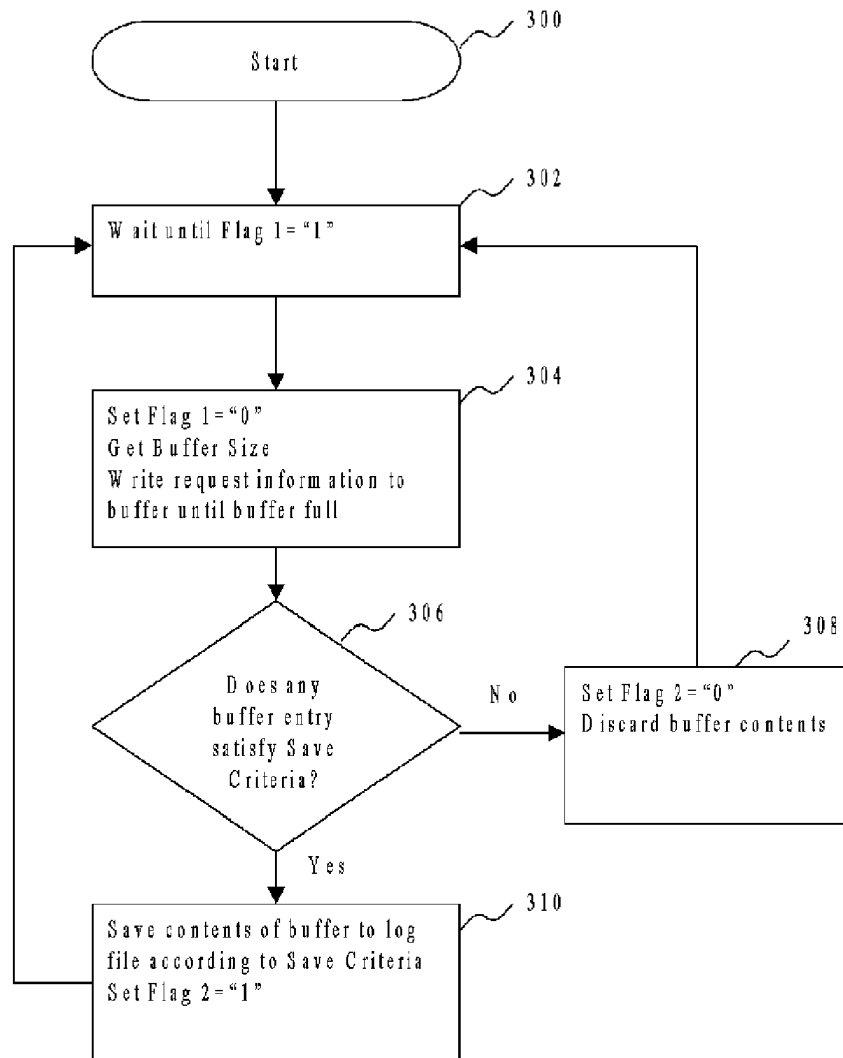 300
Start
302
Wait until Flag 1="1"
304
Set Flag 1="0"
Get Buffer Size
Write request information to
buffer until buffer full
306
Does any
buffer entry
satisfy Save
Criteria?
No
308
Set Flag 2="0"
Discard buffer contents
Yes
310
Save contents of buffer to log
file according to Save Criteria
Set Flag 2="1"